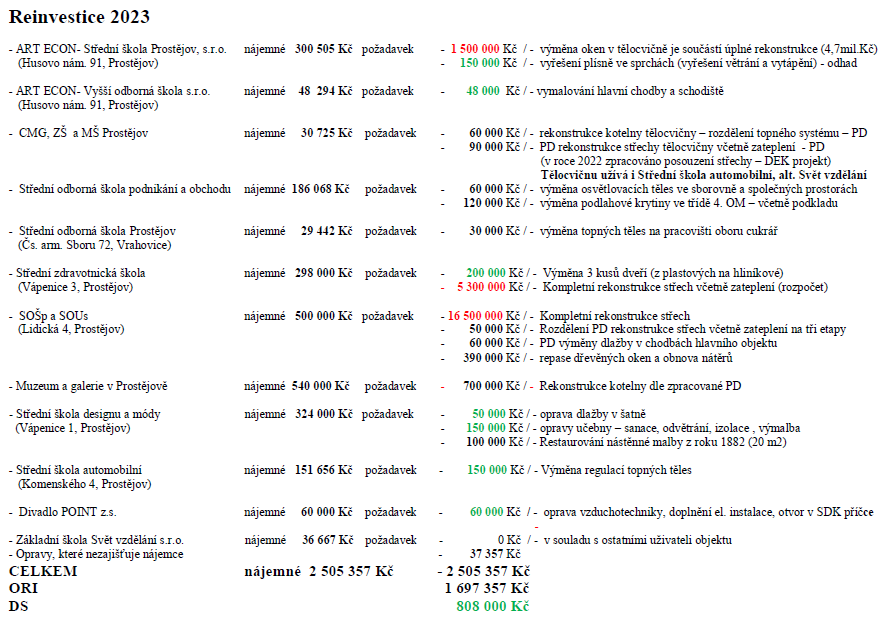 Reinvestice 2023
- ART ECON- Střední škola Prostějov, s.r.o. nájemné 300 505 Kč požadavek - 1 500 000 Kč / - výměna oken v tělocvičně je součástí úplné rekonstrukce (4,7mil.Kč)
(Husovo nám. 91, Prostějov) - 150 000 Kč / - vyřešení plísně ve sprchách (vyřešení větrání a vytápění) - odhad
- ART ECON- Vyšší odborná škola s.r.o. nájemné 48 294 Kč požadavek - 48 000 Kč / - vymalování hlavní chodby a schodiště
(Husovo nám. 91, Prostějov)
- CMG, ZŠ a MŠ Prostějov nájemné 30 725 Kč požadavek - 60 000 Kč / - rekonstrukce kotelny tělocvičny – rozdělení topného systému – PD
- 90 000 Kč / - PD rekonstrukce střechy tělocvičny včetně zateplení - PD
(v roce 2022 zpracováno posouzení střechy – DEK projekt)
Tělocvičnu užívá i Střední škola automobilní, alt. Svět vzdělání
- Střední odborná škola podnikání a obchodu nájemné 186 068 Kč požadavek - 60 000 Kč / - výměna osvětlovacích těles ve sborovně a společných prostorách
- 120 000 Kč / - výměna podlahové krytiny ve třídě 4. OM – včetně podkladu
- Střední odborná škola Prostějov nájemné 29 442 Kč požadavek - 30 000 Kč / - výměna topných těles na pracovišti oboru cukrář
(Čs. arm. Sboru 72, Vrahovice)
- Střední zdravotnická škola nájemné 298 000 Kč požadavek - 200 000 Kč / - Výměna 3 kusů dveří (z plastových na hliníkové)
(Vápenice 3, Prostějov) - 5 300 000 Kč / - Kompletní rekonstrukce střech včetně zateplení (rozpočet)
- SOŠp a SOUs nájemné 500 000 Kč požadavek - 16 500 000 Kč / - Kompletní rekonstrukce střech
(Lidická 4, Prostějov) - 50 000 Kč / - Rozdělení PD rekonstrukce střech včetně zateplení na tři etapy
- 60 000 Kč / - PD výměny dlažby v chodbách hlavního objektu
- 390 000 Kč / - repase dřevěných oken a obnova nátěrů
- Muzeum a galerie v Prostějově nájemné 540 000 Kč požadavek - 700 000 Kč / - Rekonstrukce kotelny dle zpracované PD
- Střední škola designu a módy nájemné 324 000 Kč požadavek - 50 000 Kč / - oprava dlažby v šatně
(Vápenice 1, Prostějov) - 150 000 Kč / - opravy učebny – sanace, odvětrání, izolace , výmalba
- 100 000 Kč / - Restaurování nástěnné malby z roku 1882 (20 m2)
- Střední škola automobilní nájemné 151 656 Kč požadavek - 150 000 Kč / - Výměna regulací topných těles
(Komenského 4, Prostějov)
- Divadlo POINT z.s. nájemné 60 000 Kč požadavek - 60 000 Kč / - oprava vzduchotechniky, doplnění el. instalace, otvor v SDK příčce
-
- Základní škola Svět vzdělání s.r.o. nájemné 36 667 Kč požadavek - 0 Kč / - v souladu s ostatními uživateli objektu
- Opravy, které nezajišťuje nájemce - 37 357 Kč
CELKEM nájemné 2 505 357 Kč - 2 505 357 Kč
ORI 1 697 357 Kč
DS 808 000 Kč